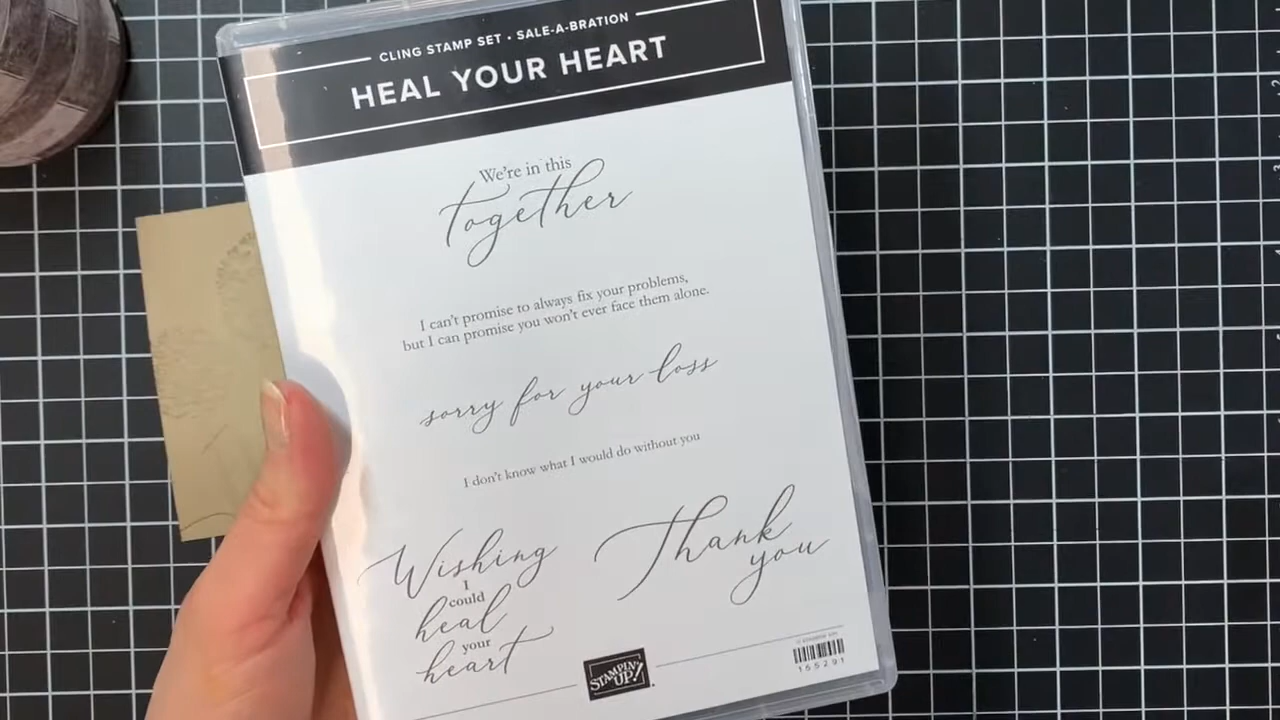 CLING STAMP SET • SALE-A-BRATION
HEAL YOUR HEART
We're in this
together
I can't promise to always fix your problems,
but I can promise you won't ever face them alone.
sorry for your loss
I don't know what I would do without you
Wishing
I
could
heal
your
heart
Thank
you
STAMPIN' UP!
165291